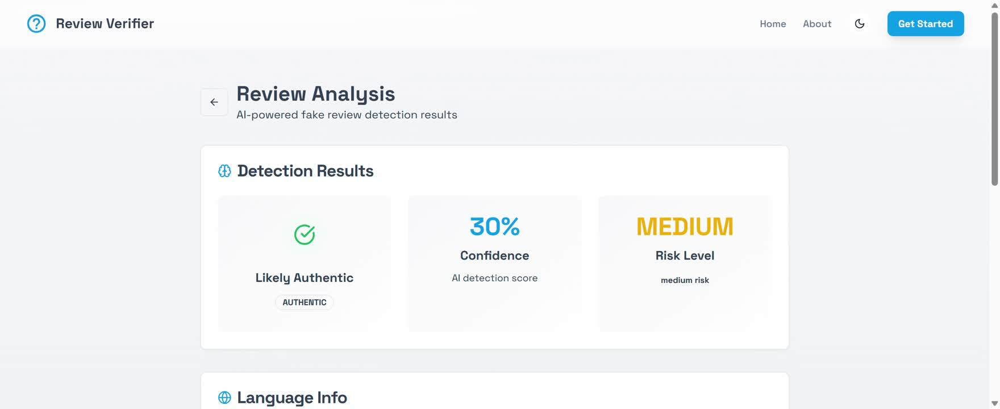 Review Verifier
Home
About
Get Started
Review Analysis
AI-powered fake review detection results
Detection Results
Likely Authentic
AUTHENTIC
30%
Confidence
AI detection score
MEDIUM
Risk Level
medium risk
Language Info